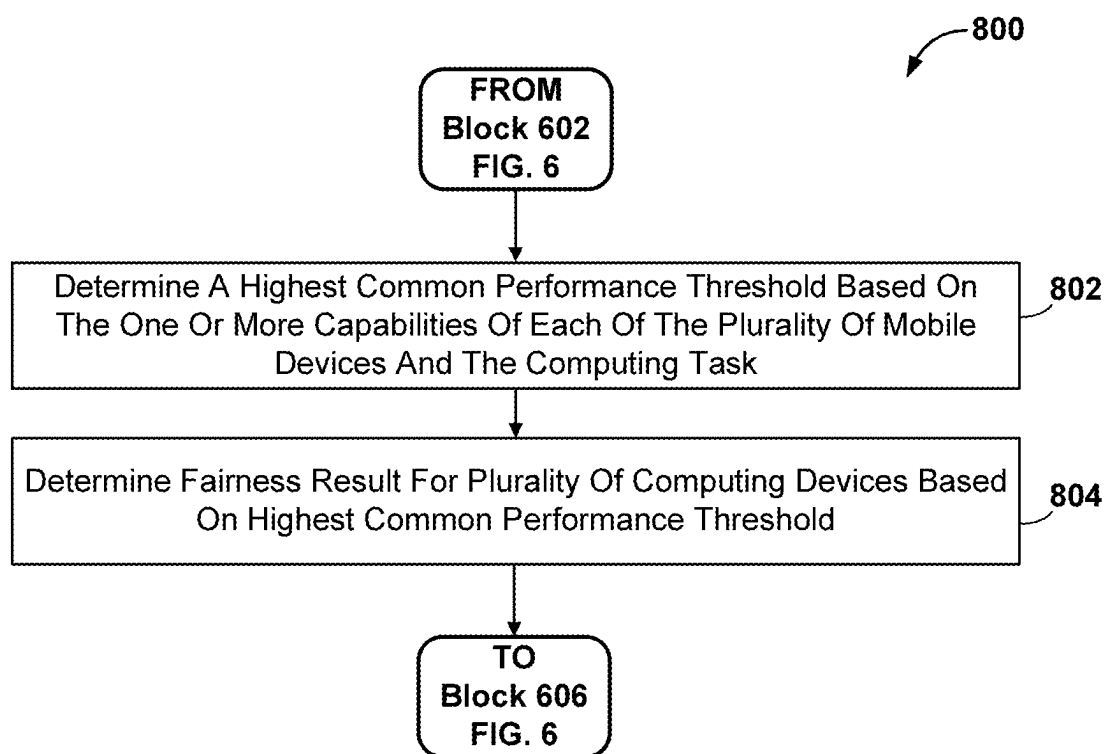 800
FROM
Block 602
FIG. 6
Determine A Highest Common Performance Threshold Based On
The One Or More Capabilities Of Each Of The Plurality Of Mobile
Devices And The Computing Task
802
Determine Fairness Result For Plurality Of Computing Devices Based
On Highest Common Performance Threshold
804
TO
Block 606
FIG. 6